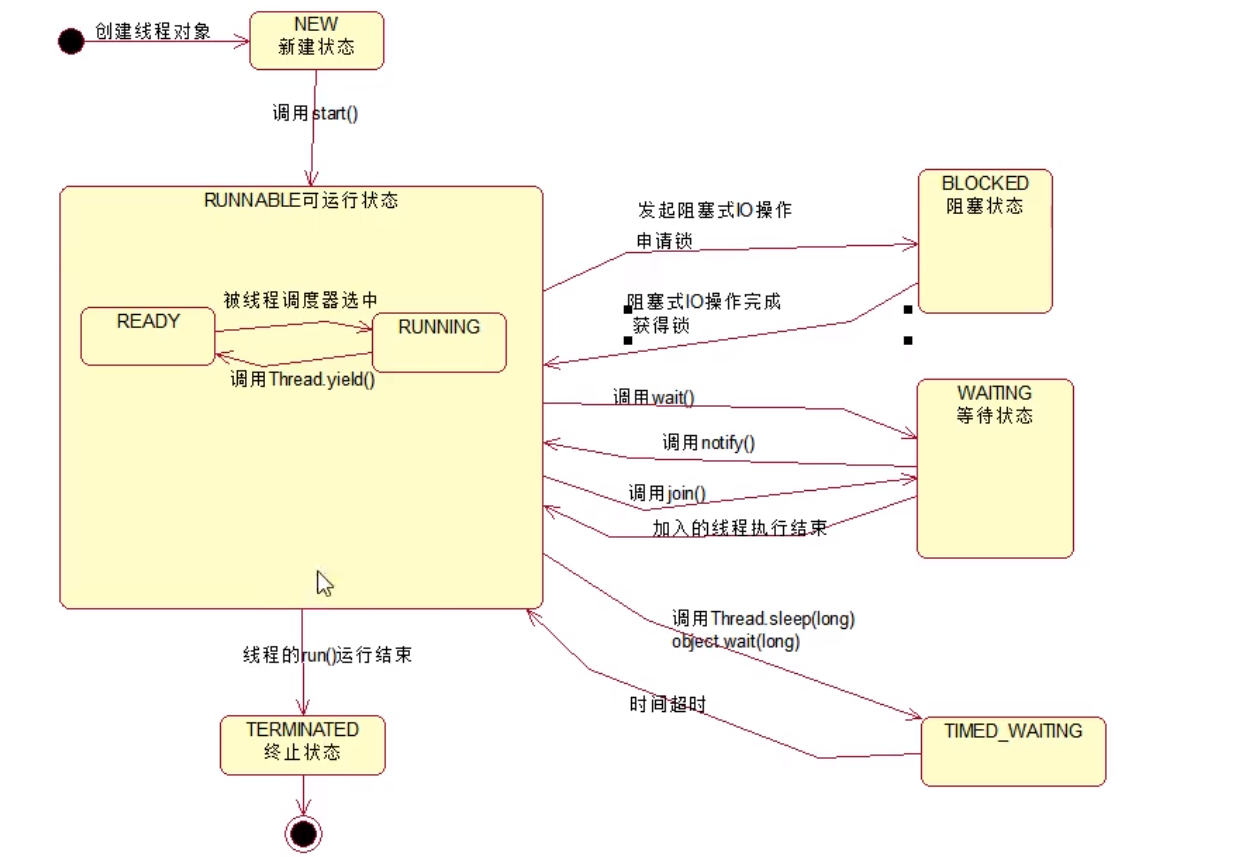 创建线程对象
NEW
新建状态
调用start()
RUNNABLE可运行状态
被线程调度器选中
READY
RUNNING
调用Thread.yield()
发起阻塞式IO操作
申请锁
BLOCKED
阻塞状态
阻塞式IO操作完成
获得锁
调用wait()
WAITING
等待状态
调用notify()
调用join()
加入的线程执行结束
调用Thread.sleep(long)
object.wait(long)
时间超时
TIMED_WAITING
线程的run()运行结束
TERMINATED
终止状态